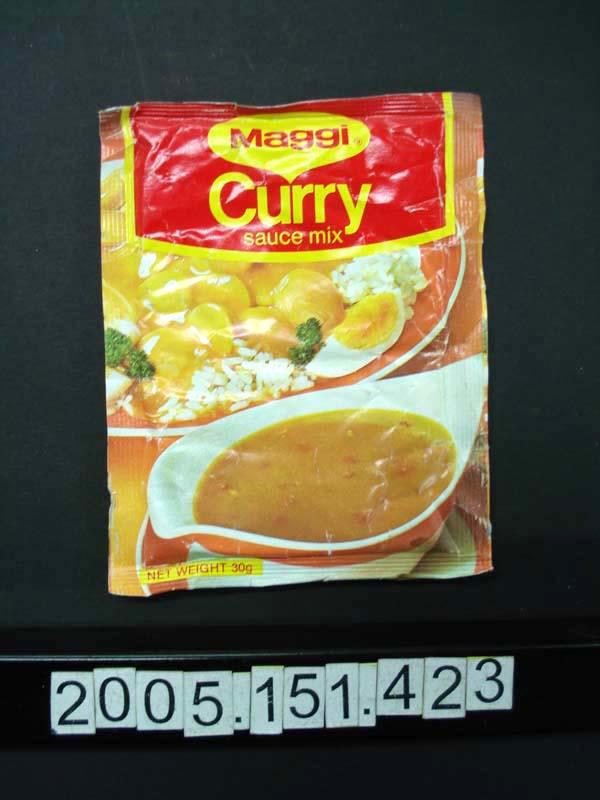 Maggi®
Curry
sauce mix
NET WEIGHT 30g
2005.151.423